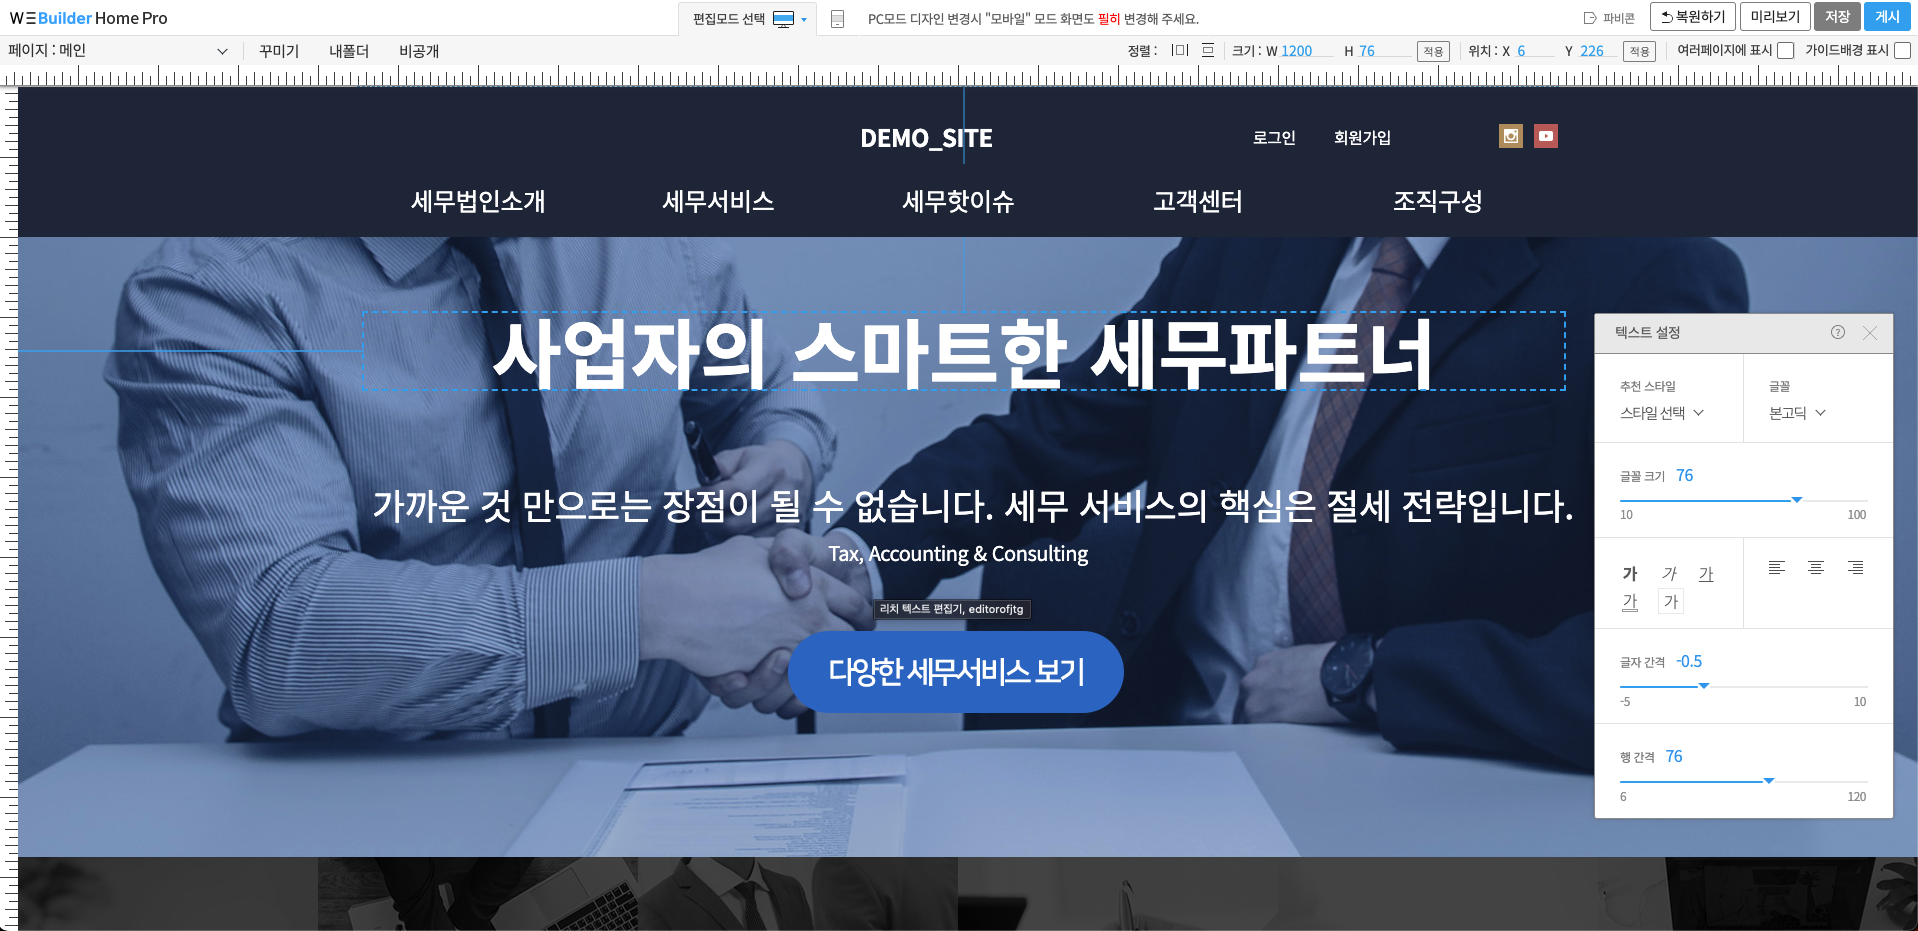 WEBuilder Home Pro
편집모드 선택
PC모드 디자인 변경시 "모바일" 모드 화면도 필히 변경해 주세요.
파비콘
복원하기
미리보기
저장
게시
페이지 : 메인
꾸미기
내폴더
비공개
정렬 :
크기 : W 1200
H 76
적용
위치 : X 6
Y 226
적용
여러페이지에 표시
가이드배경 표시
DEMO_SITE
로그인
회원가입
세무법인소개
세무서비스
세무핫이슈
고객센터
조직구성
사업자의 스마트한 세무파트너
가까운 것 만으로는 장점이 될 수 없습니다. 세무 서비스의 핵심은 절세 전략입니다.
Tax, Accounting & Consulting
리치 텍스트 편집기, editorofjtg
다양한 세무서비스 보기
텍스트 설정
?
추천 스타일
글꼴
스타일 선택
본고딕
글꼴 크기 76
10
100
가 가 가
가 가
글자 간격 -0.5
-5
10
행 간격 76
6
120